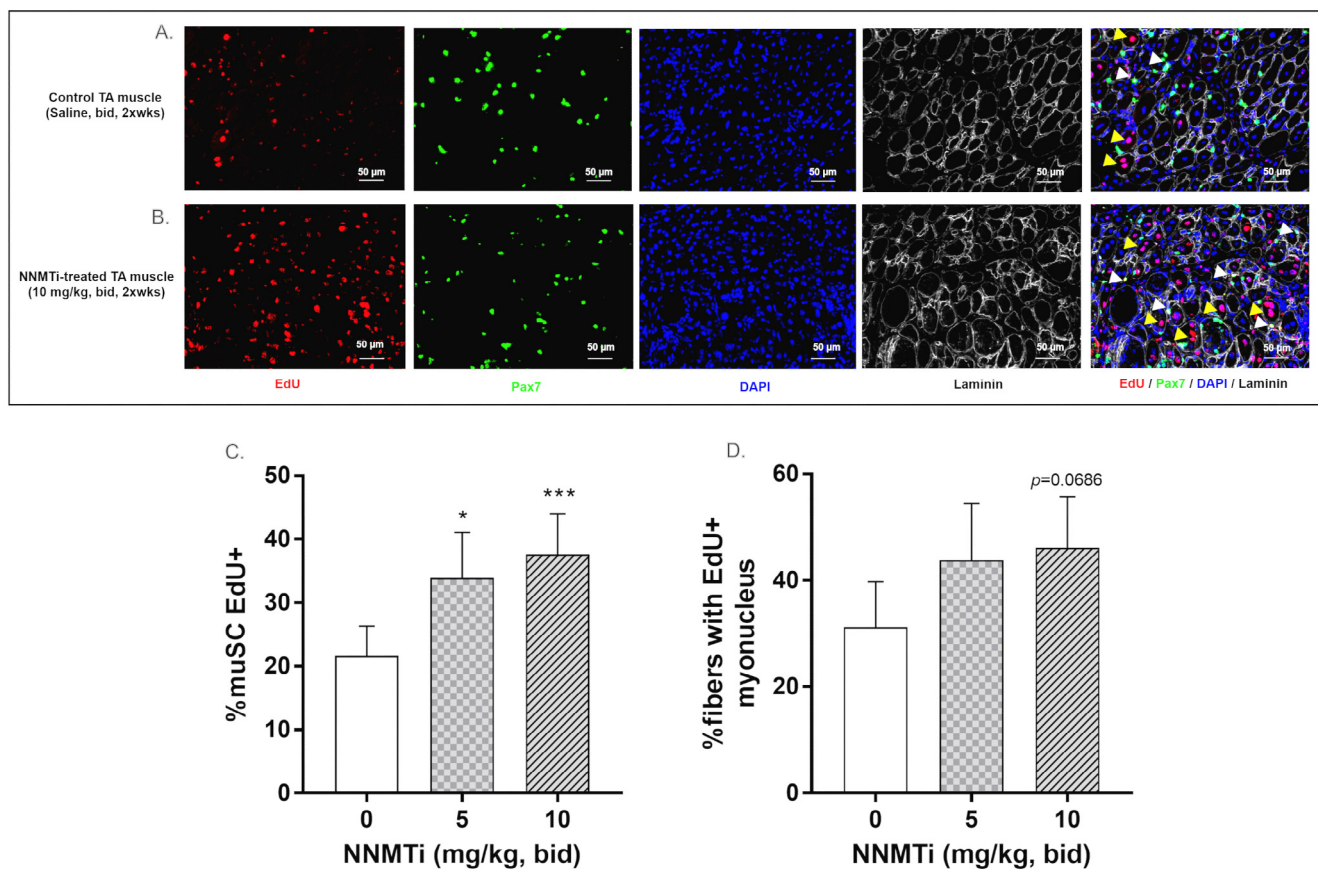 A.
Control TA muscle
(Saline, bid, 2xwks)
50 µm
50 µm
50 µm
50 µm
50 µm
B.
NNMTi-treated TA muscle
(10 mg/kg, bid, 2xwks)
50 µm
50 µm
50 µm
50 µm
50 µm
EdU
Pax7
DAPI
Laminin
EdU / Pax7 / DAPI / Laminin
C.
%muSC EdU+
50
40
30
20
10
0
*
***
0
5
10
NNMTi (mg/kg, bid)
D.
%fibers with EdU+
myonucleus
60
40
20
0
p=0.0686
0
5
10
NNMTi (mg/kg, bid)